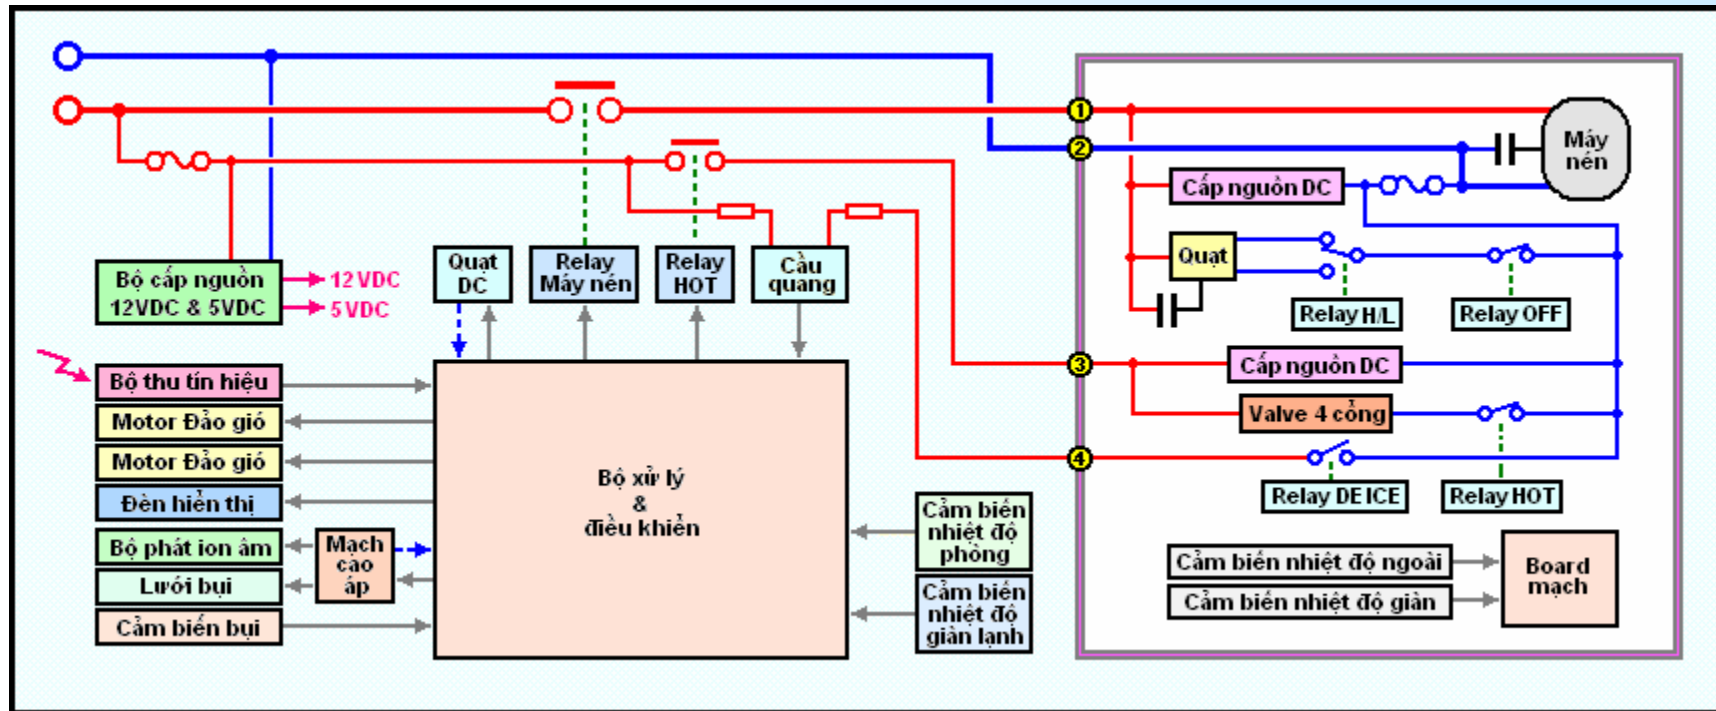 1
2
Máy
nén
Cấp nguồn DC
Quạt
DC
Relay
Máy nén
Relay
HOT
Cầu
quang
Quạt
Bộ cấp nguồn
12VDC & 5VDC
12VDC
5VDC
Relay H/L
Relay OFF
3
Cấp nguồn DC
Bộ thu tín hiệu
Motor Đảo gió
Motor Đảo gió
Đèn hiển thị
Bộ phát ion âm
Lưới bụi
Cảm biến bụi
Mạch
cao
áp
Bộ xử lý
&
điều khiển
Valve 4 cổng
4
Relay DE ICE
Relay HOT
Cảm biến
nhiệt độ
phòng
Cảm biến
nhiệt độ
giàn lạnh
Cảm biến nhiệt độ ngoài
Cảm biến nhiệt độ giàn
Board
mạch